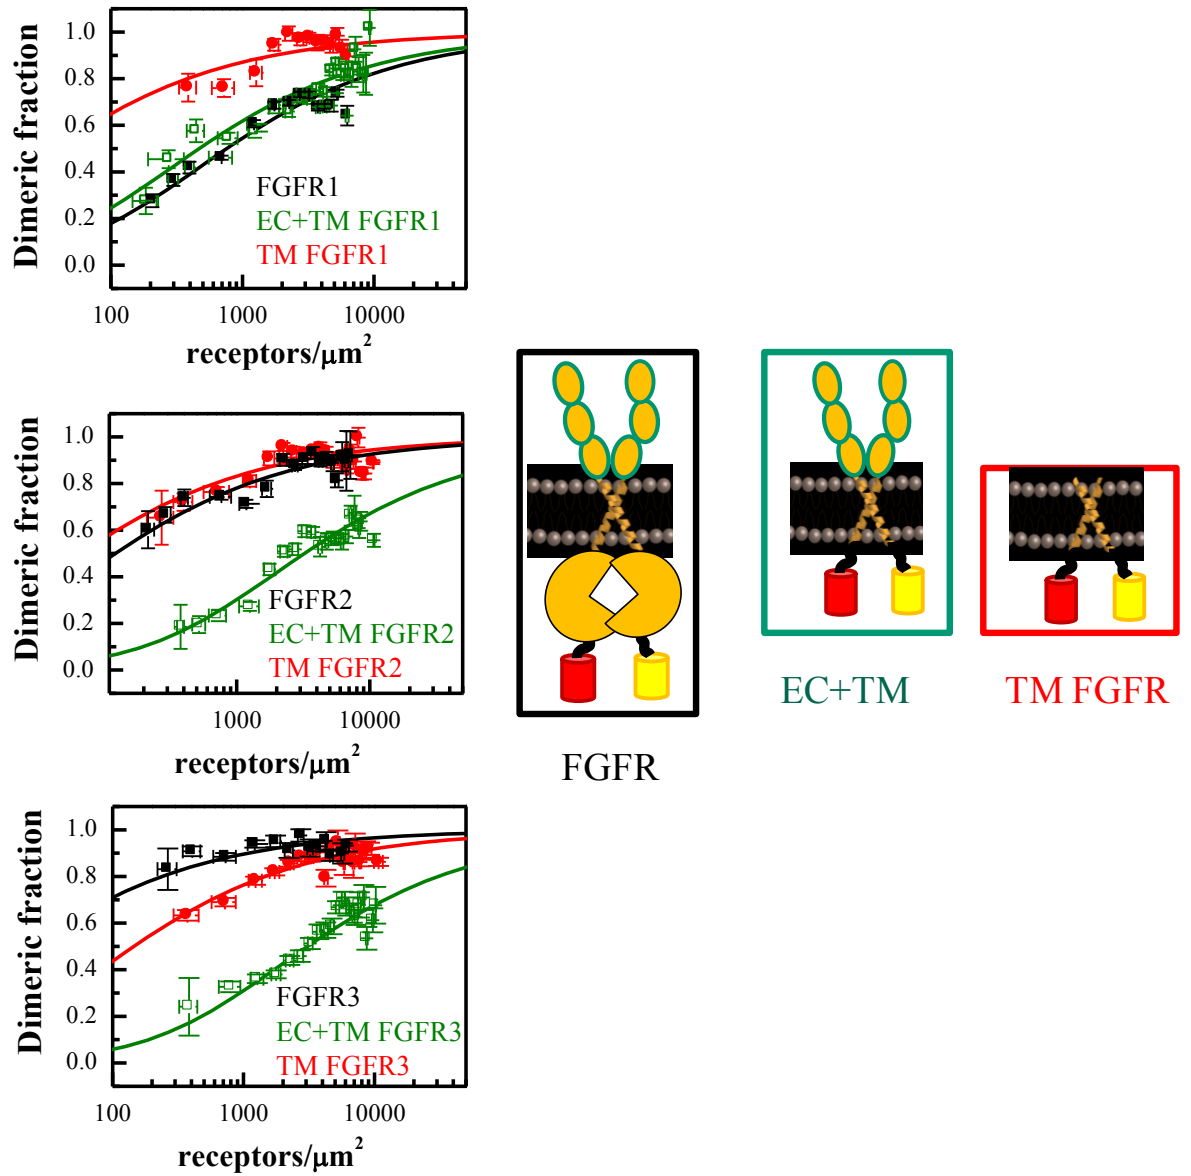 1.0
0.8
0.6
0.4
0.2
0.0
Dimeric fraction
FGFR1
EC+TM FGFR1
TM FGFR1
100 1000 10000
receptors/μm²
1.0
0.8
0.6
0.4
0.2
0.0
Dimeric fraction
FGFR2
EC+TM FGFR2
TM FGFR2
1000 10000
receptors/μm²
FGFR
EC+TM
TM FGFR
1.0
0.8
0.6
0.4
0.2
0.0
Dimeric fraction
FGFR3
EC+TM FGFR3
TM FGFR3
100 1000 10000
receptors/μm²